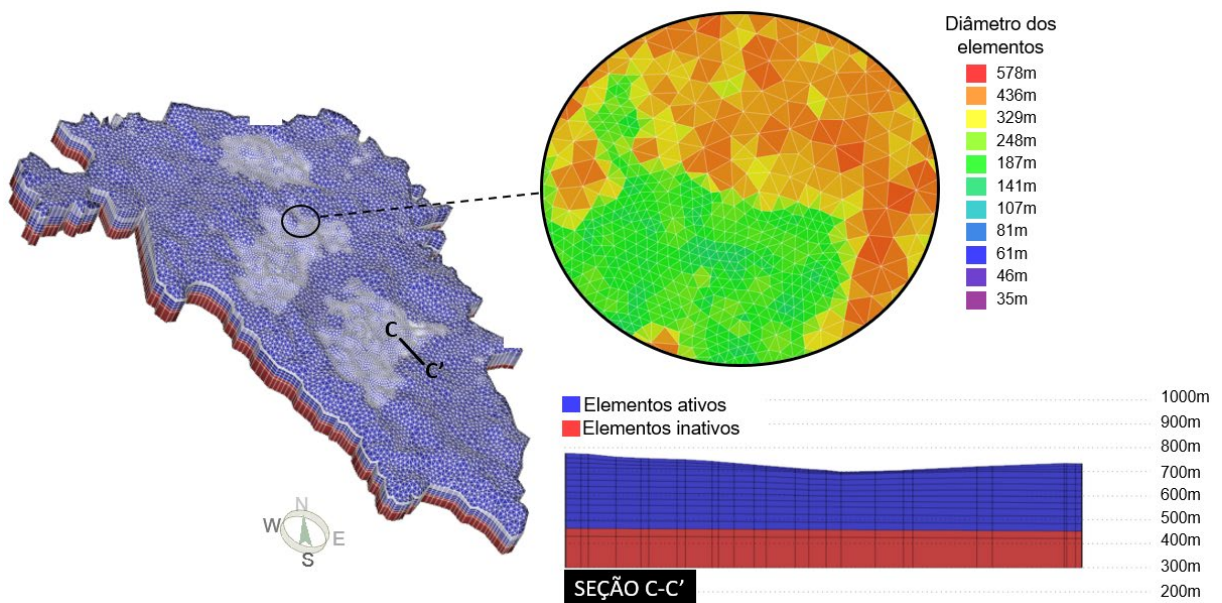 Diâmetro dos
elementos
578m
436m
329m
248m
187m
141m
107m
81m
61m
46m
35m
C
C'
N
W
E
S
Elementos ativos
Elementos inativos
1000m
900m
800m
700m
600m
500m
400m
300m
200m
SEÇÃO C-C'